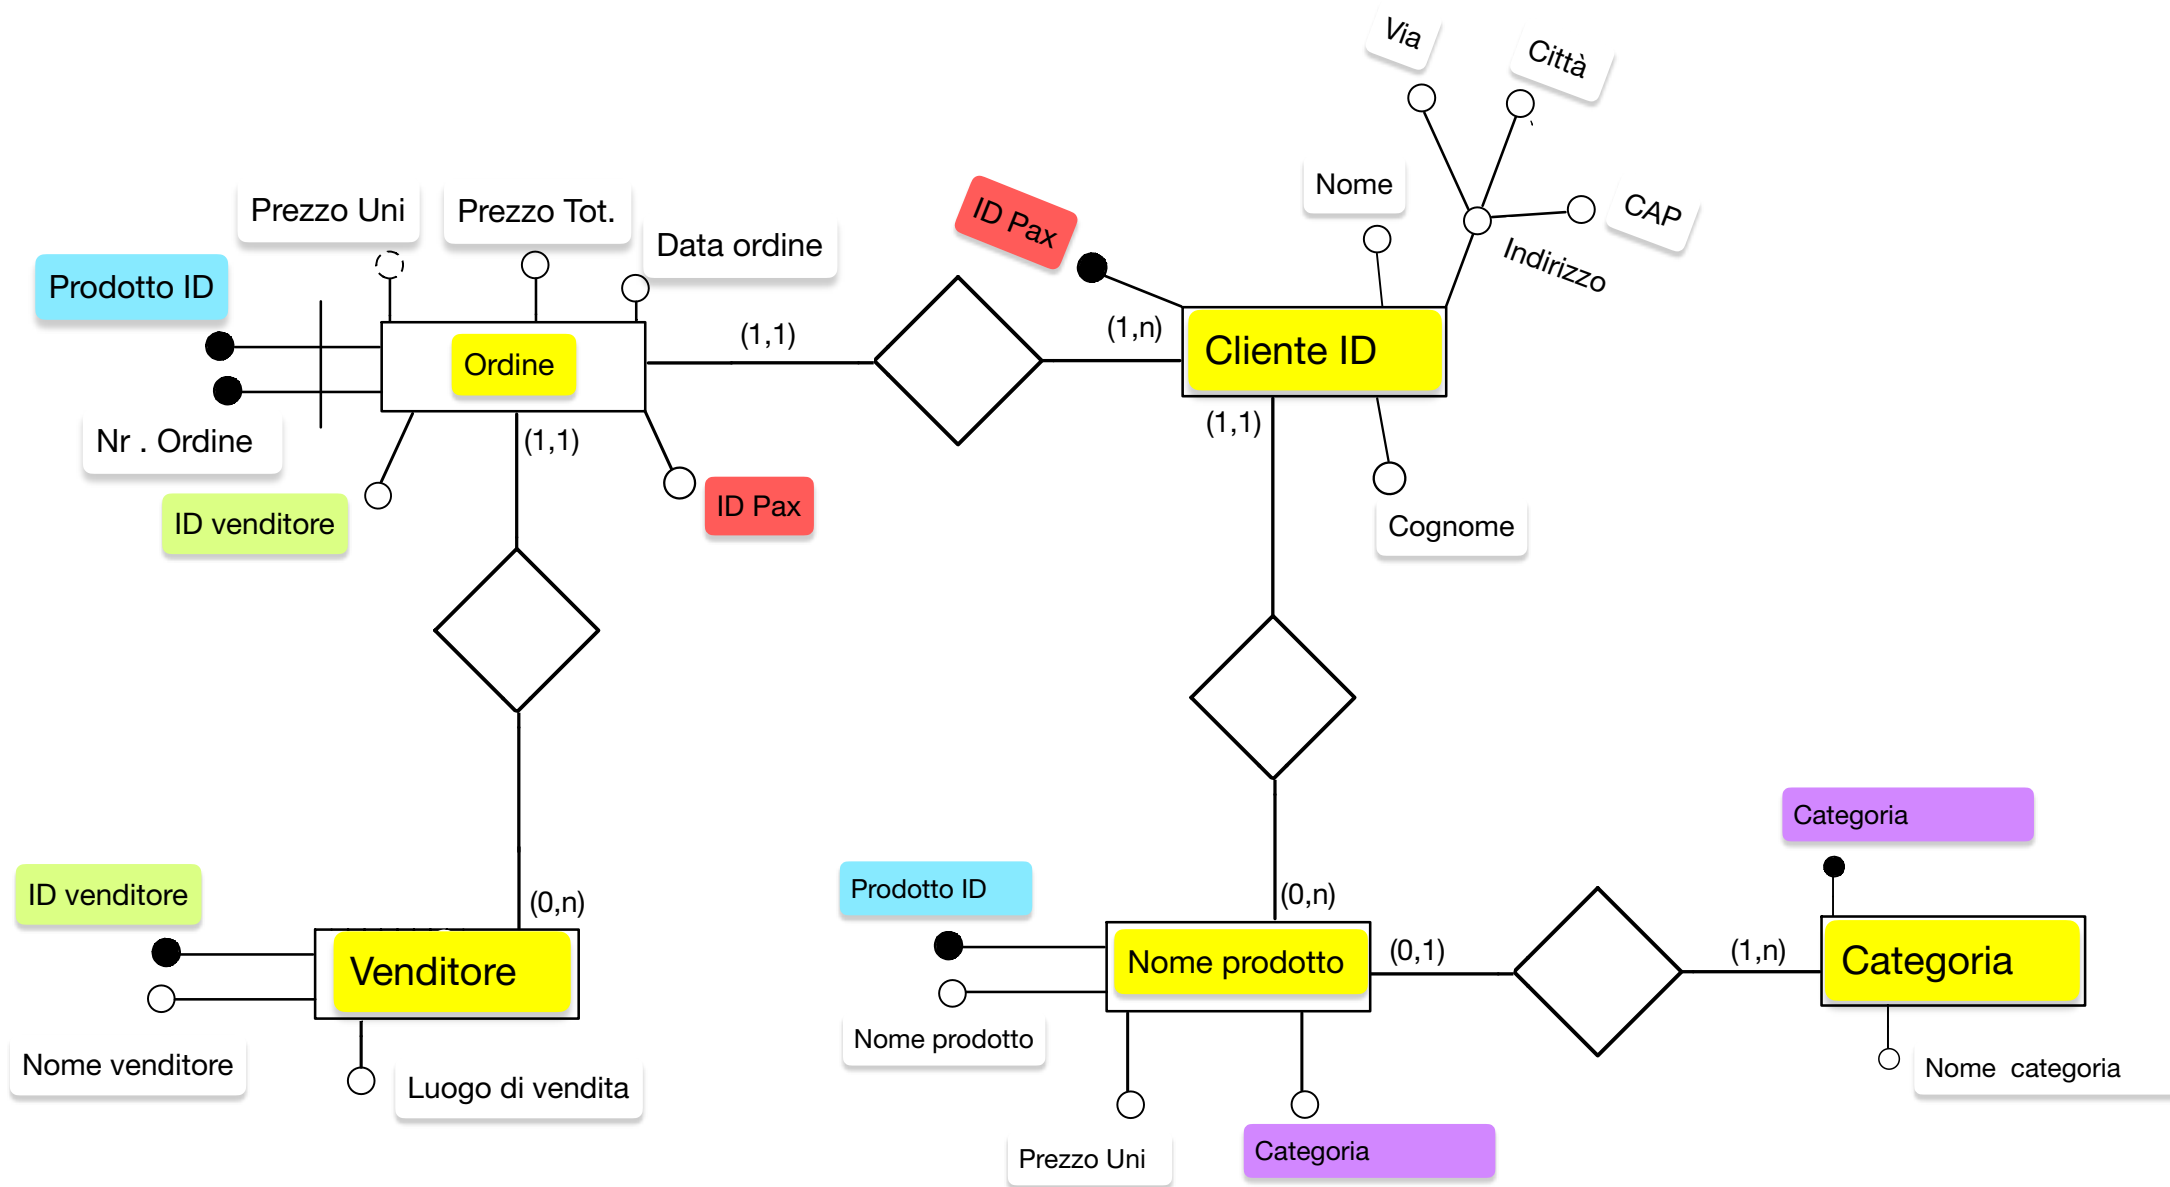 Via
Città
Nome
CAP
Indirizzo
ID Pax
Prezzo Uni
Prezzo Tot.
Data ordine
Prodotto ID
Ordine
(1,1)
(1,n)
Cliente ID
Nr . Ordine
(1,1)
(1,1)
ID venditore
ID Pax
Cognome
ID venditore
(0,n)
Venditore
Nome venditore
Luogo di vendita
Prodotto ID
(0,n)
Nome prodotto
(0,1)
(1,n)
Categoria
Categoria
Nome prodotto
Nome categoria
Prezzo Uni
Categoria